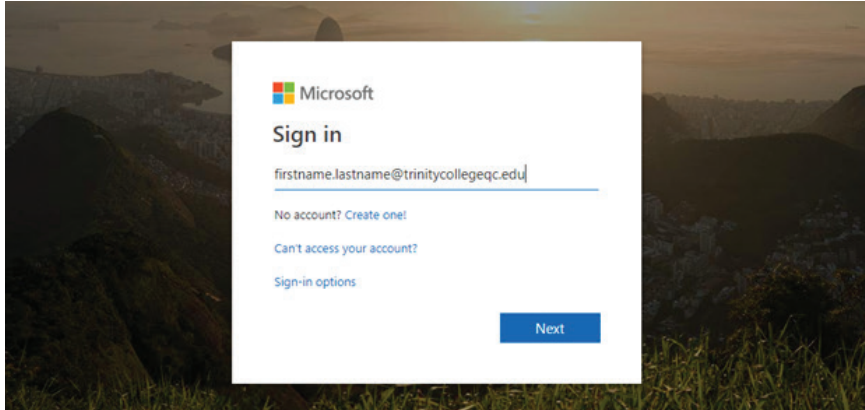 Microsoft
Sign in
firstname.lastname@trinitycollegeqc.edu
No account? Create one!
Can't access your account?
Sign-in options
Next